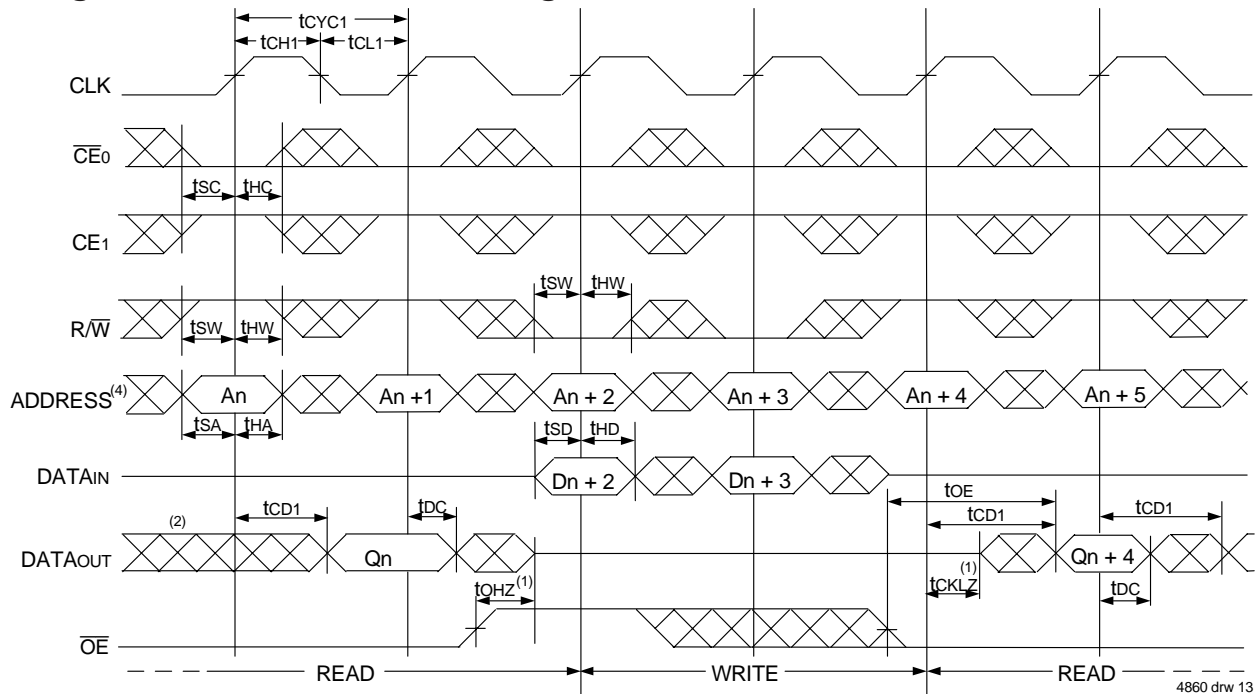 tCYC1
tCH1 tCL1
CLK
CE0
tSC tHC
CE1
tSW tHW
R/W
tSW tHW
ADDRESS(4) An An +1 An + 2 An + 3 An + 4 An + 5
tSA tHA
tSD tHD
DATAIN Dn + 2 Dn + 3
tOE
tCD1 tDC tCD1 tCD1
(2)
DATAOUT Qn Qn + 4
tOHZ(1) tCKLZ(1) tDC
OE
READ WRITE READ
4860 drw 13